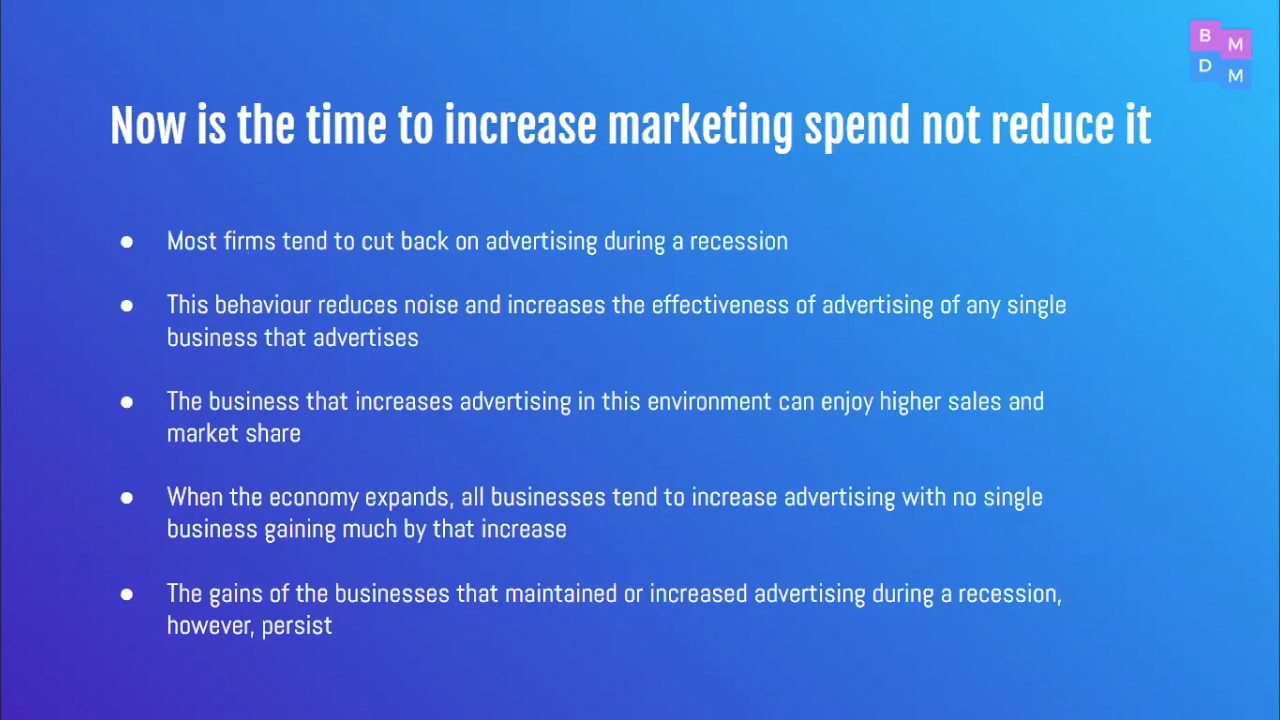 B M
D M
Now is the time to increase marketing spend not reduce it
● Most firms tend to cut back on advertising during a recession
● This behaviour reduces noise and increases the effectiveness of advertising of any single
business that advertises
● The business that increases advertising in this environment can enjoy higher sales and
market share
● When the economy expands, all businesses tend to increase advertising with no single
business gaining much by that increase
● The gains of the businesses that maintained or increased advertising during a recession,
however, persist